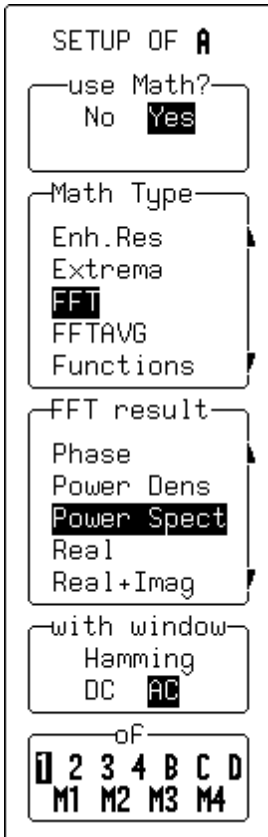 SETUP OF A
use Math?
No Yes
Math Type
Enh.Res
Extrema
FFT
FFTAVG
Functions
FFT result
Phase
Power Dens
Power Spect
Real
Real+Imag
with window
Hamming
DC AC
of
1 2 3 4 B C D
M1 M2 M3 M4